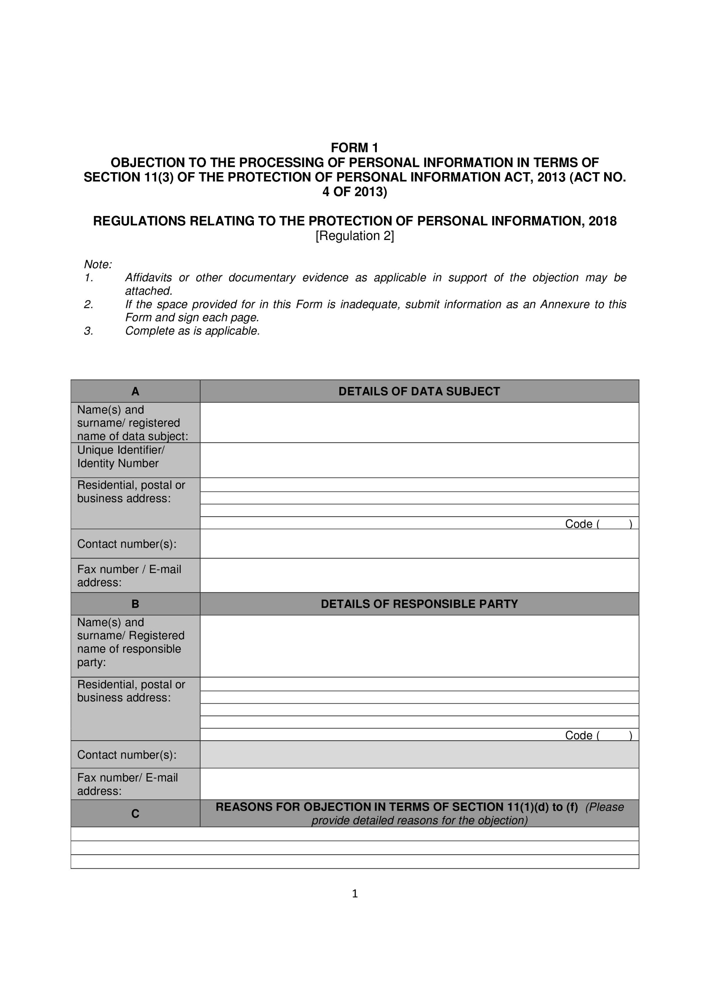 FORM 1
OBJECTION TO THE PROCESSING OF PERSONAL INFORMATION IN TERMS OF
SECTION 11(3) OF THE PROTECTION OF PERSONAL INFORMATION ACT, 2013 (ACT NO.
4 OF 2013)
REGULATIONS RELATING TO THE PROTECTION OF PERSONAL INFORMATION, 2018
[Regulation 2]
Note:
1. Affidavits or other documentary evidence as applicable in support of the objection may be
attached.
2. If the space provided for in this Form is inadequate, submit information as an Annexure to this
Form and sign each page.
3. Complete as is applicable.
A DETAILS OF DATA SUBJECT
Name(s) and
surname/ registered
name of data subject:
Unique Identifier/
Identity Number
Residential, postal or
business address:
Code ( )
Contact number(s):
Fax number / E-mail
address:
B DETAILS OF RESPONSIBLE PARTY
Name(s) and
surname/ Registered
name of responsible
party:
Residential, postal or
business address:
Code ( )
Contact number(s):
Fax number/ E-mail
address:
C REASONS FOR OBJECTION IN TERMS OF SECTION 11(1)(d) to (f) (Please
provide detailed reasons for the objection)
1